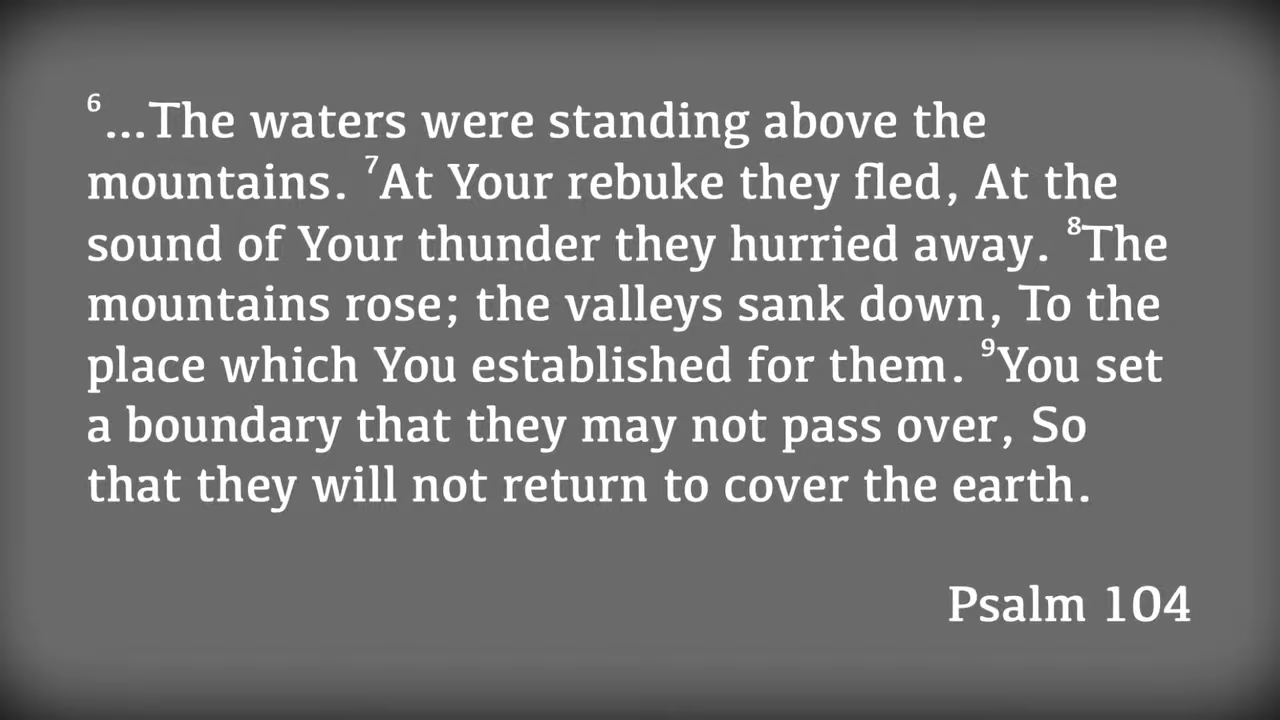 ⁶...The waters were standing above the
mountains. ⁷At Your rebuke they fled, At the
sound of Your thunder they hurried away. ⁸The
mountains rose; the valleys sank down, To the
place which You established for them. ⁹You set
a boundary that they may not pass over, So
that they will not return to cover the earth.
Psalm 104